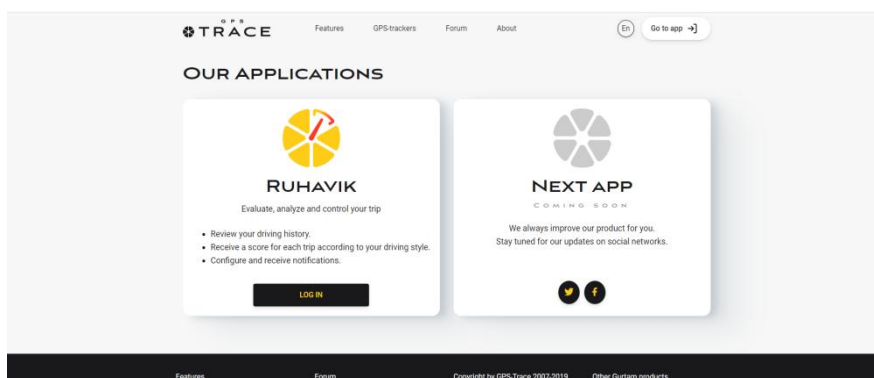 GPS
TRACE
Features GPS-trackers Forum About En Go to app
OUR APPLICATIONS
RUHAVIK
Evaluate, analyze and control your trip
• Review your driving history.
• Receive a score for each trip according to your driving style.
• Configure and receive notifications.
LOG IN
NEXT APP
COMING SOON
We always improve our product for you.
Stay tuned for our updates on social networks.
Features Forum Copyright by GPS-Trace 2007-2019 Other Gurtam products